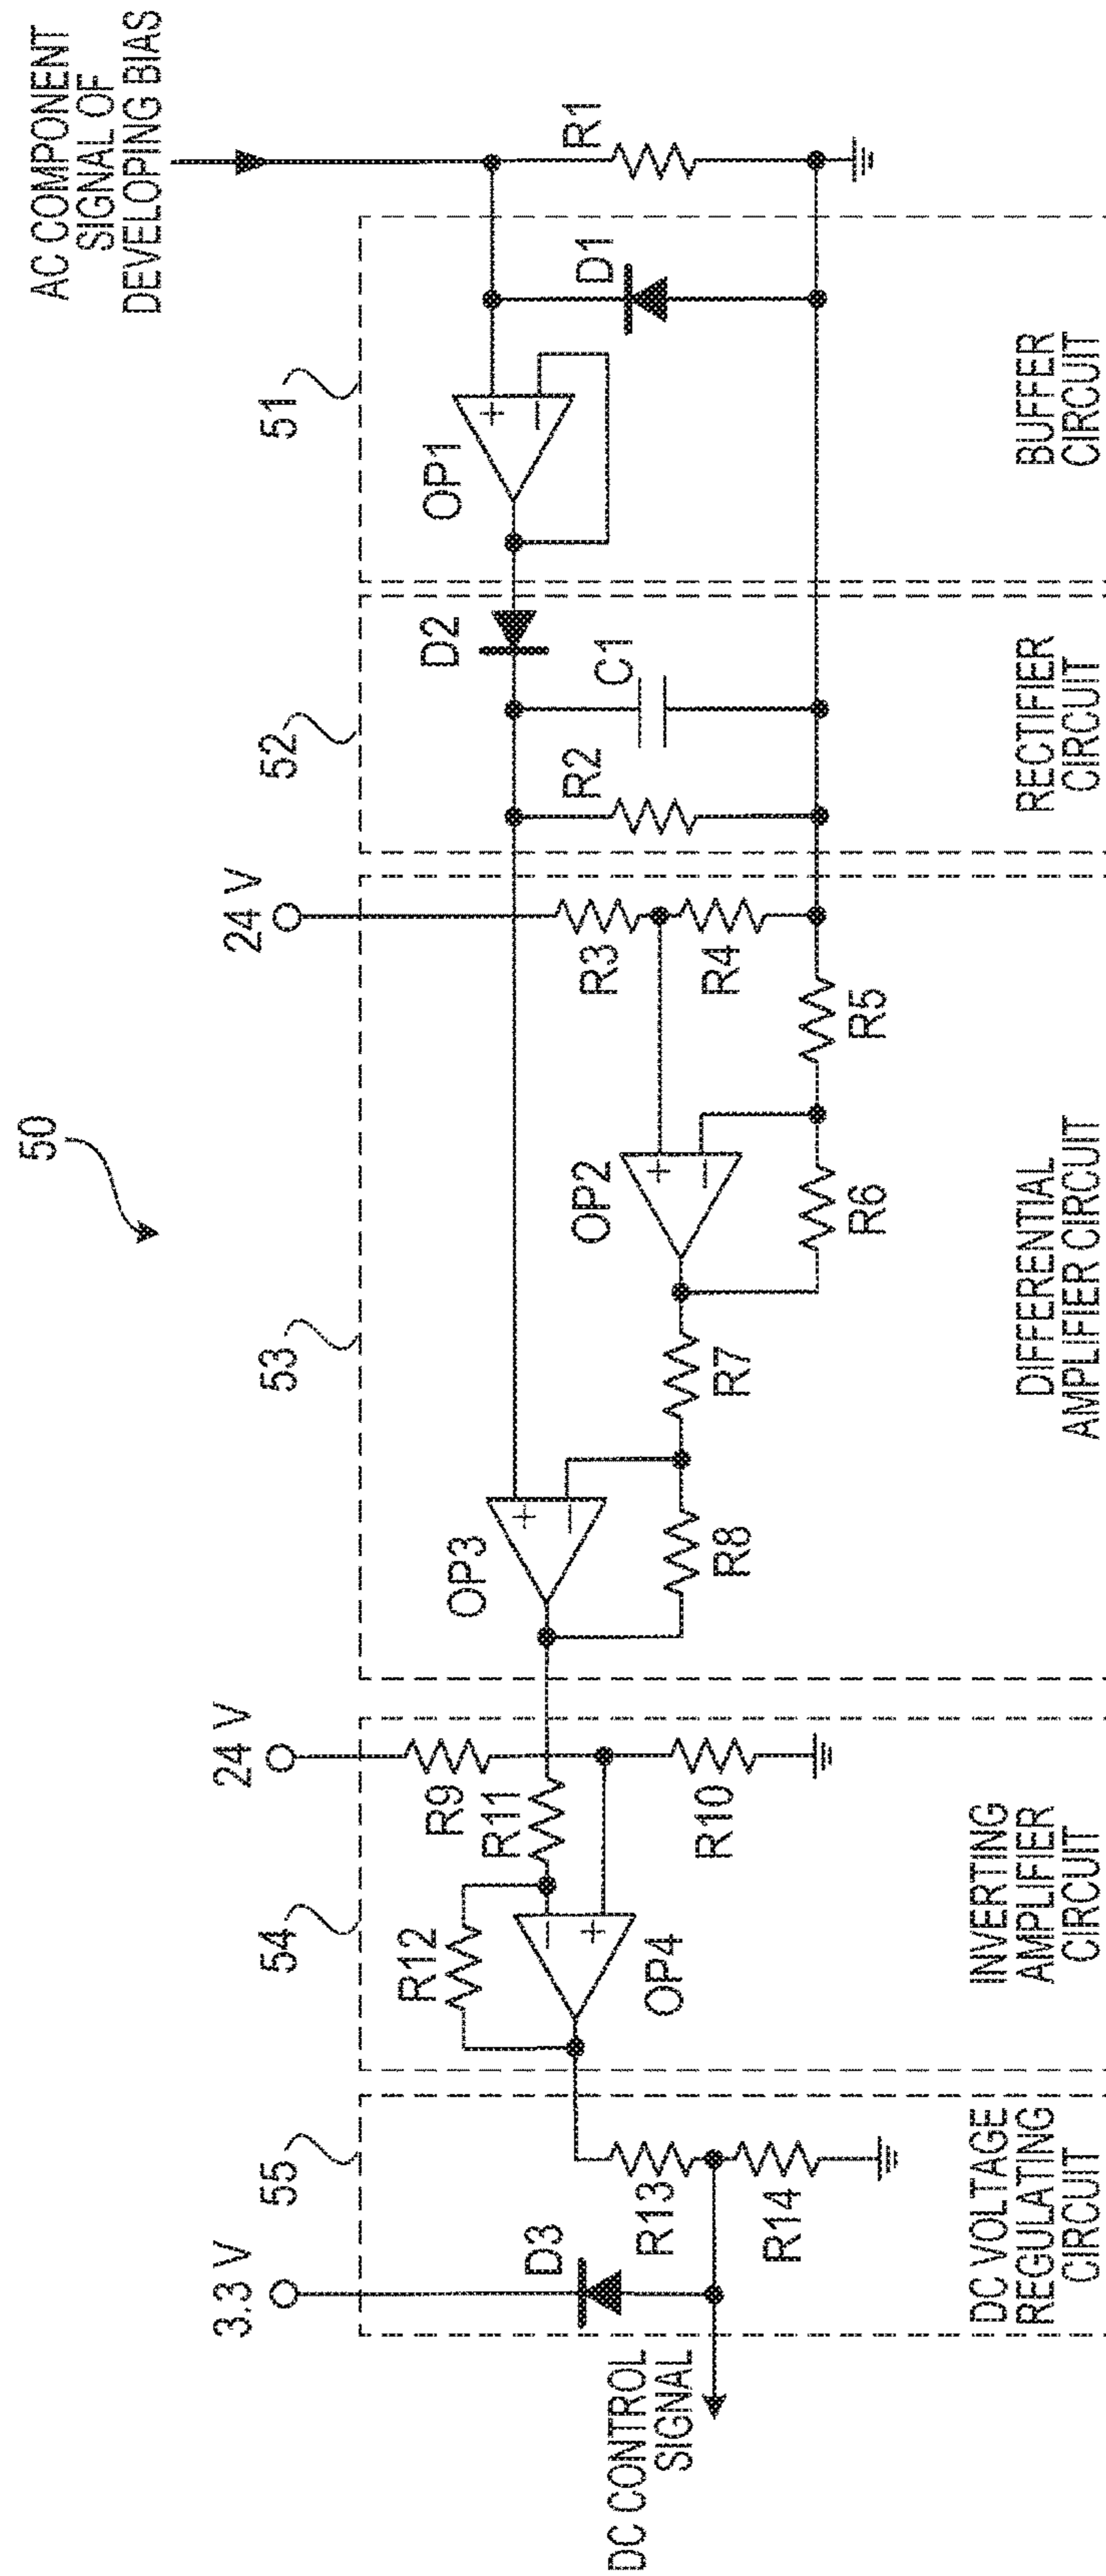 50
AC COMPONENT
SIGNAL OF
DEVELOPING BIAS
R1
51
OP1
+
−
D1
BUFFER
CIRCUIT
52
D2
C1
R2
RECTIFIER
CIRCUIT
53
24 V
R3
R4
R5
OP2
+
−
R6
R7
OP3
+
−
R8
DIFFERENTIAL
AMPLIFIER CIRCUIT
54
24 V
R9
R11
R10
R12
−
+
OP4
INVERTING
AMPLIFIER
CIRCUIT
55
3.3 V
D3
R13
R14
DC VOLTAGE
REGULATING
CIRCUIT
DC CONTROL
SIGNAL